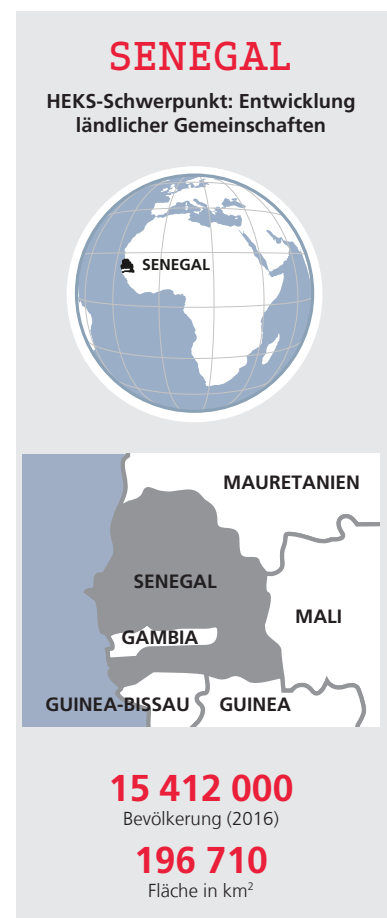 SENEGAL
HEKS-Schwerpunkt: Entwicklung
ländlicher Gemeinschaften
SENEGAL
MAURETANIEN
SENEGAL
MALI
GAMBIA
GUINEA-BISSAU
GUINEA
15 412 000
Bevölkerung (2016)
196 710
Fläche in km²